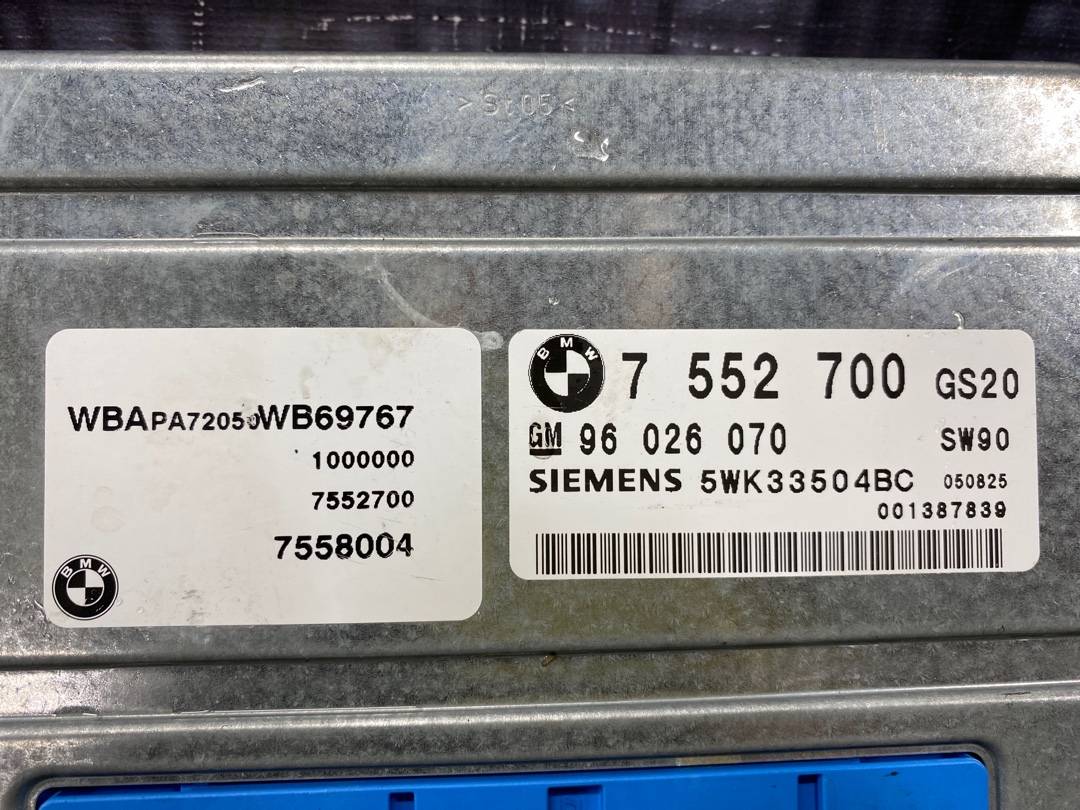 >St05<
WBAPA72050WB69767
1000000
7552700
7558004
BMW
BMW 7 552 700 GS20
GM 96 026 070 SW90
SIEMENS 5WK33504BC 050825
001387839